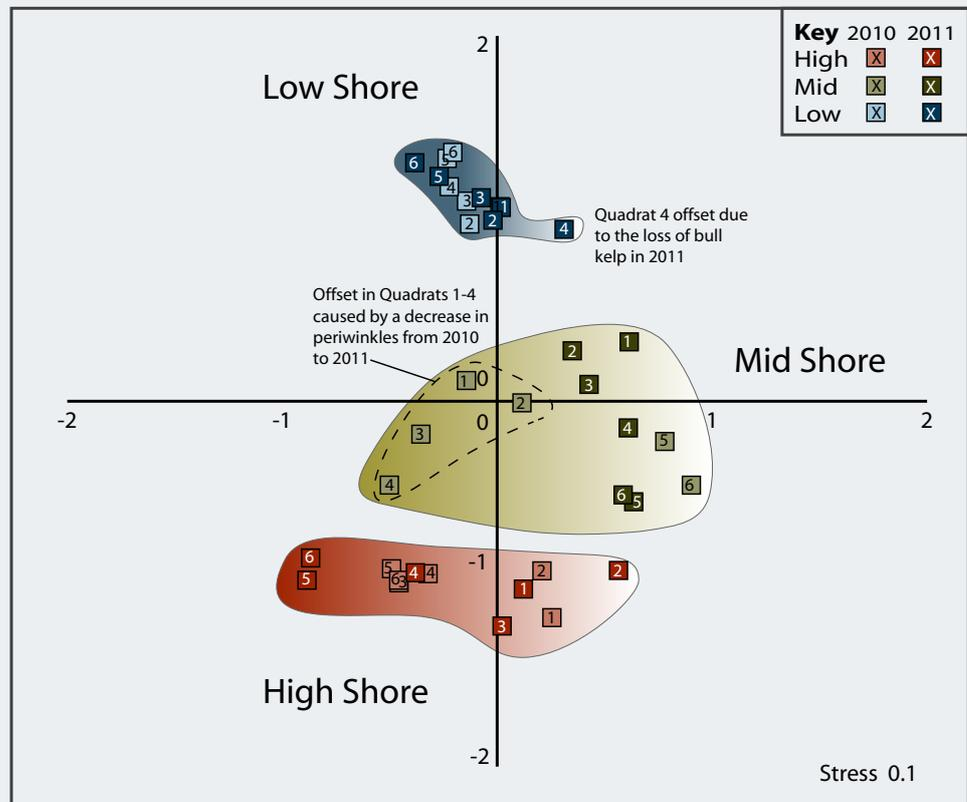 Key 2010 2011
High X X
Mid X X
Low X X
2
Low Shore
6 5 6
5
4
3 3 1
2 2
4
Quadrat 4 offset due
to the loss of bull
kelp in 2011
Offset in Quadrats 1-4
caused by a decrease in
periwinkles from 2010
to 2011
Mid Shore
2 1
1 0 3
2
-2 -1 0 1 2
3 4 5
4 6
6 5
-1
6 5 4 4 2 2
5 6 3 1
3 1
High Shore
-2
Stress 0.1